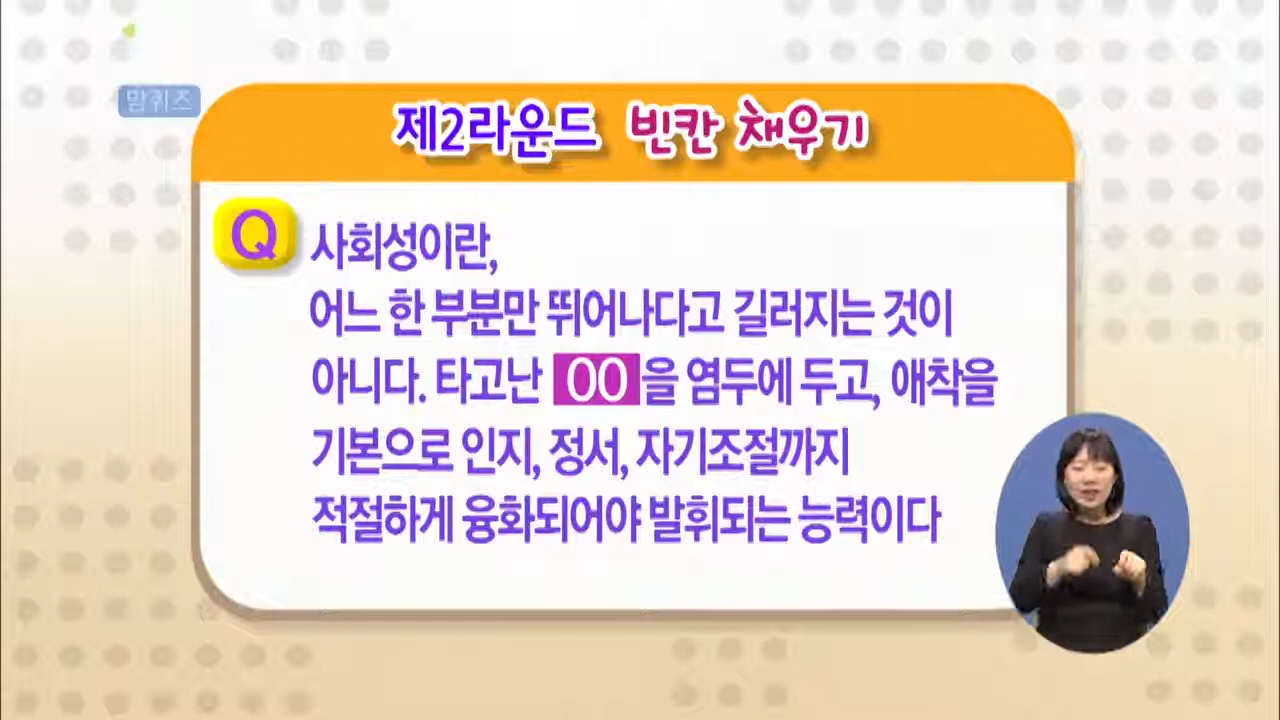 맘퀴즈
제2라운드 빈칸 채우기
Q 사회성이란,
어느 한 부분만 뛰어나다고 길러지는 것이
아니다. 타고난 OO을 염두에 두고, 애착을
기본으로 인지, 정서, 자기조절까지
적절하게 융화되어야 발휘되는 능력이다